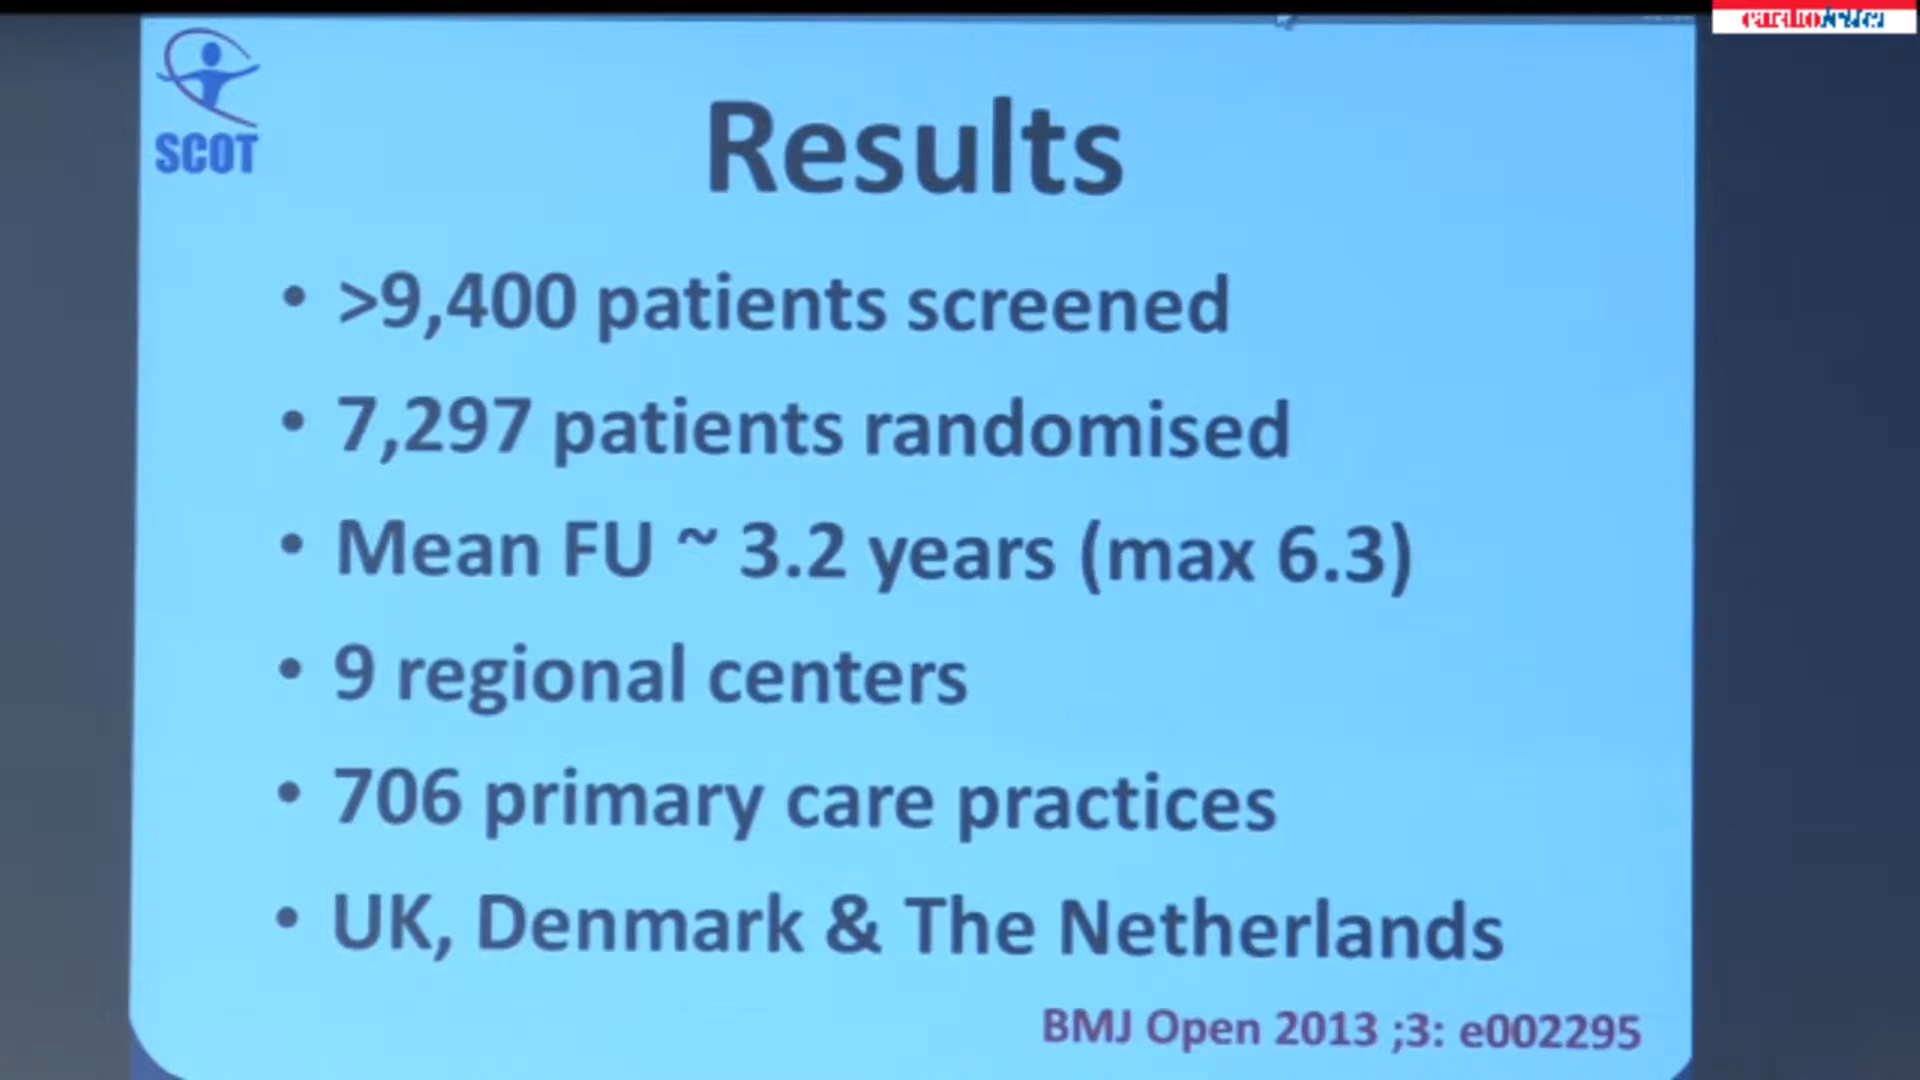 SCOT
Results
• >9,400 patients screened
• 7,297 patients randomised
• Mean FU ~ 3.2 years (max 6.3)
• 9 regional centers
• 706 primary care practices
• UK, Denmark & The Netherlands
BMJ Open 2013 ;3: e002295